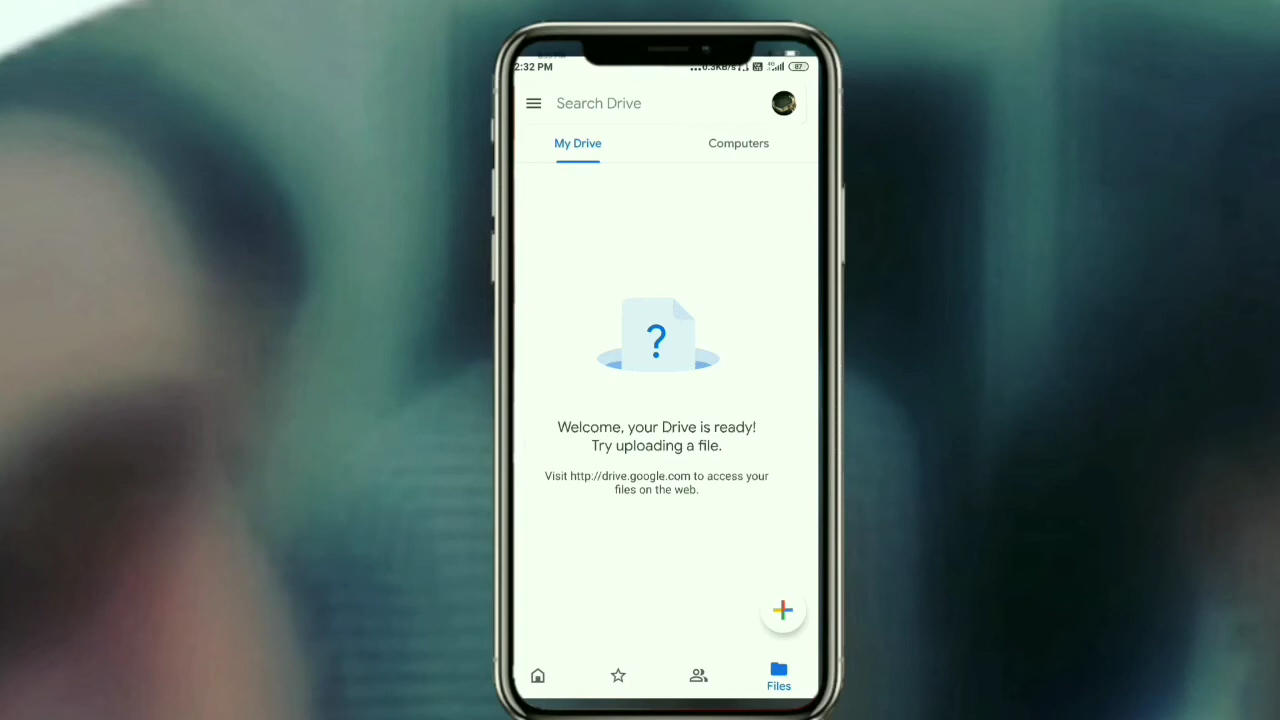 2:32 PM
87
Search Drive
My Drive
Computers
?
Welcome, your Drive is ready!
Try uploading a file.
Visit http://drive.google.com to access your
files on the web.
Files